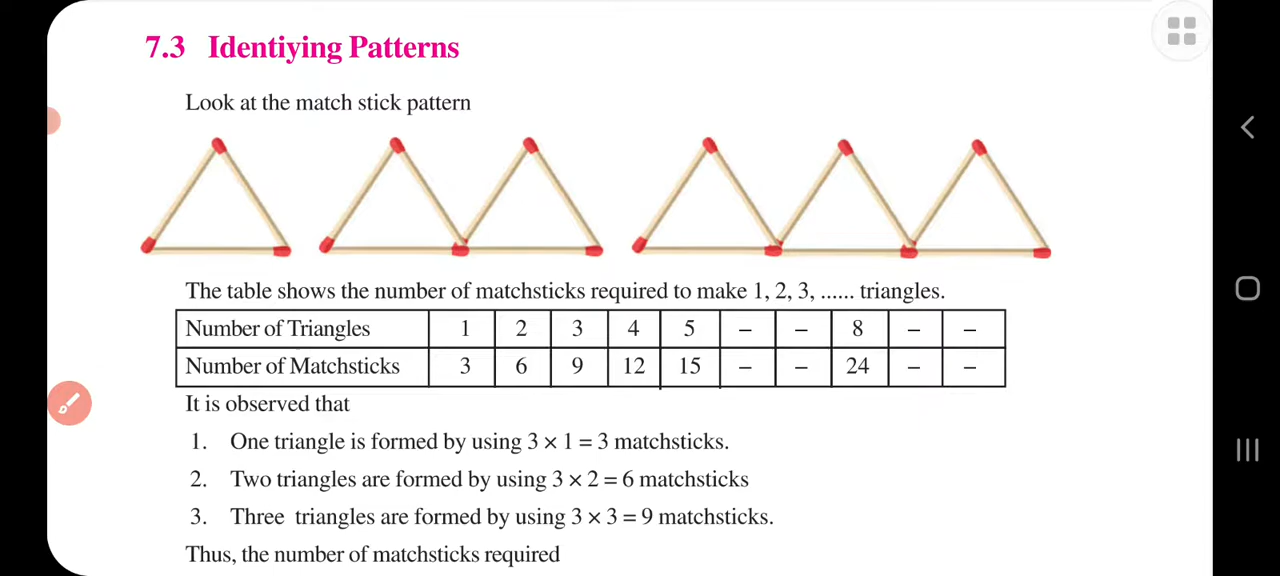 7.3 Identiying Patterns
Look at the match stick pattern
The table shows the number of matchsticks required to make 1, 2, 3, ...... triangles.
Number of Triangles 1 2 3 4 5 – – 8 – –
Number of Matchsticks 3 6 9 12 15 – – 24 – –
It is observed that
1. One triangle is formed by using 3 × 1 = 3 matchsticks.
2. Two triangles are formed by using 3 × 2 = 6 matchsticks
3. Three triangles are formed by using 3 × 3 = 9 matchsticks.
Thus, the number of matchsticks required